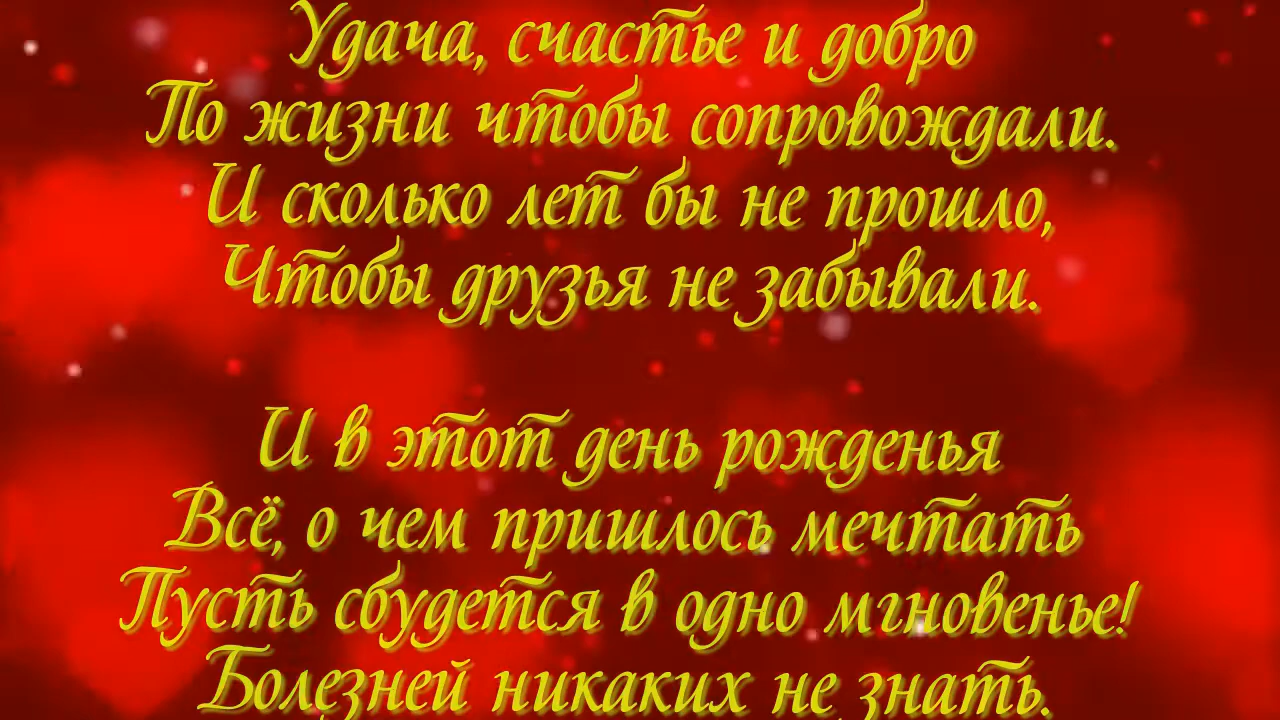 Удача, счастье и добро
По жизни чтобы сопровождали.
И сколько лет бы не прошло,
Чтобы друзья не забывали.
И в этот день рожденья
Всё, о чем пришлось мечтать
Пусть сбудется в одно мгновенье!
Болезней никаких не знать.